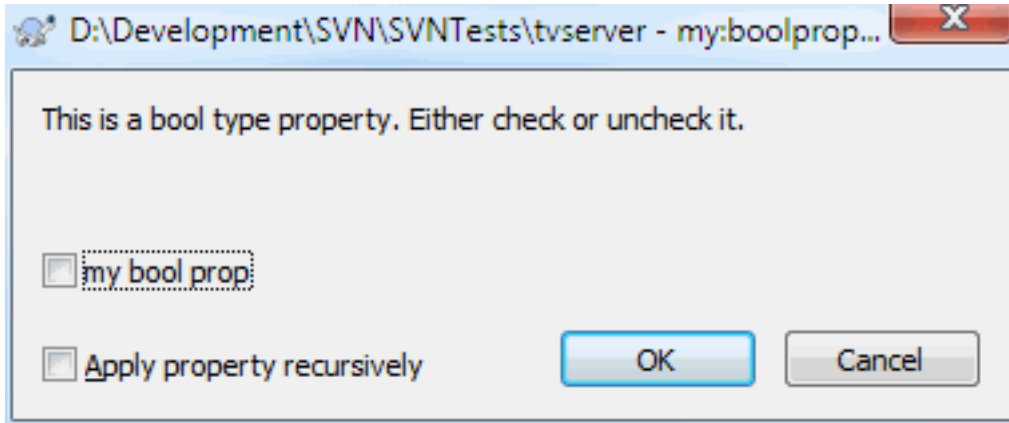 D:\Development\SVN\SVNTests\tvserver - my:boolprop...
This is a bool type property. Either check or uncheck it.
my bool prop
Apply property recursively
OK
Cancel